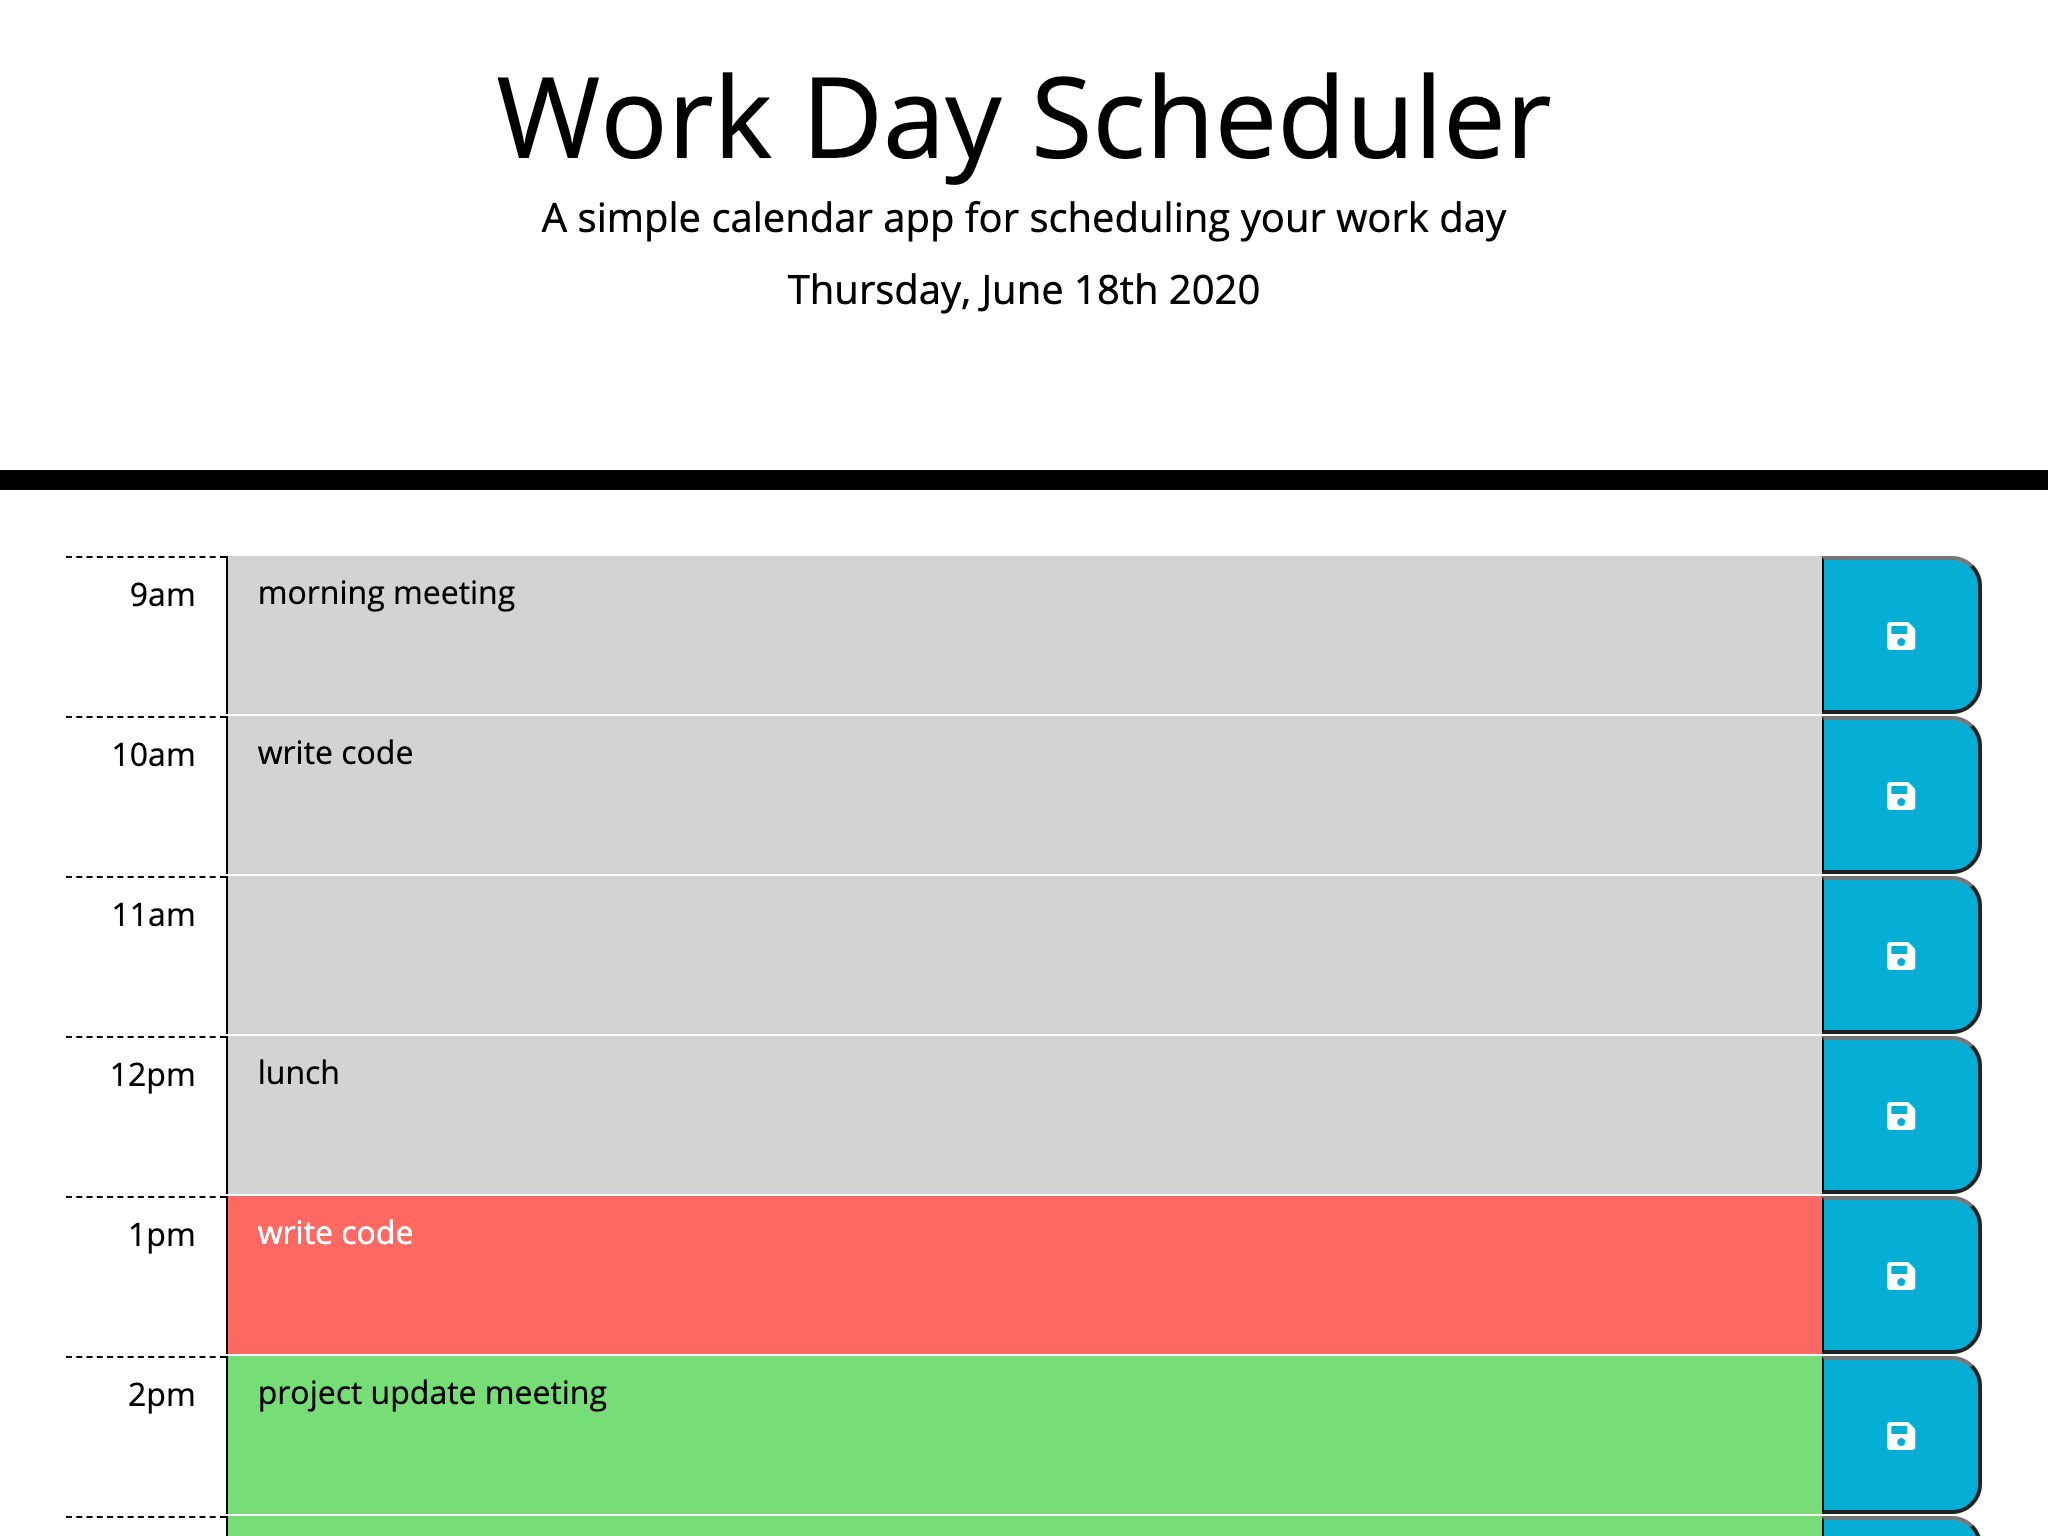 Work Day Scheduler
A simple calendar app for scheduling your work day
Thursday, June 18th 2020
9am morning meeting
10am write code
11am
12pm lunch
1pm write code
2pm project update meeting